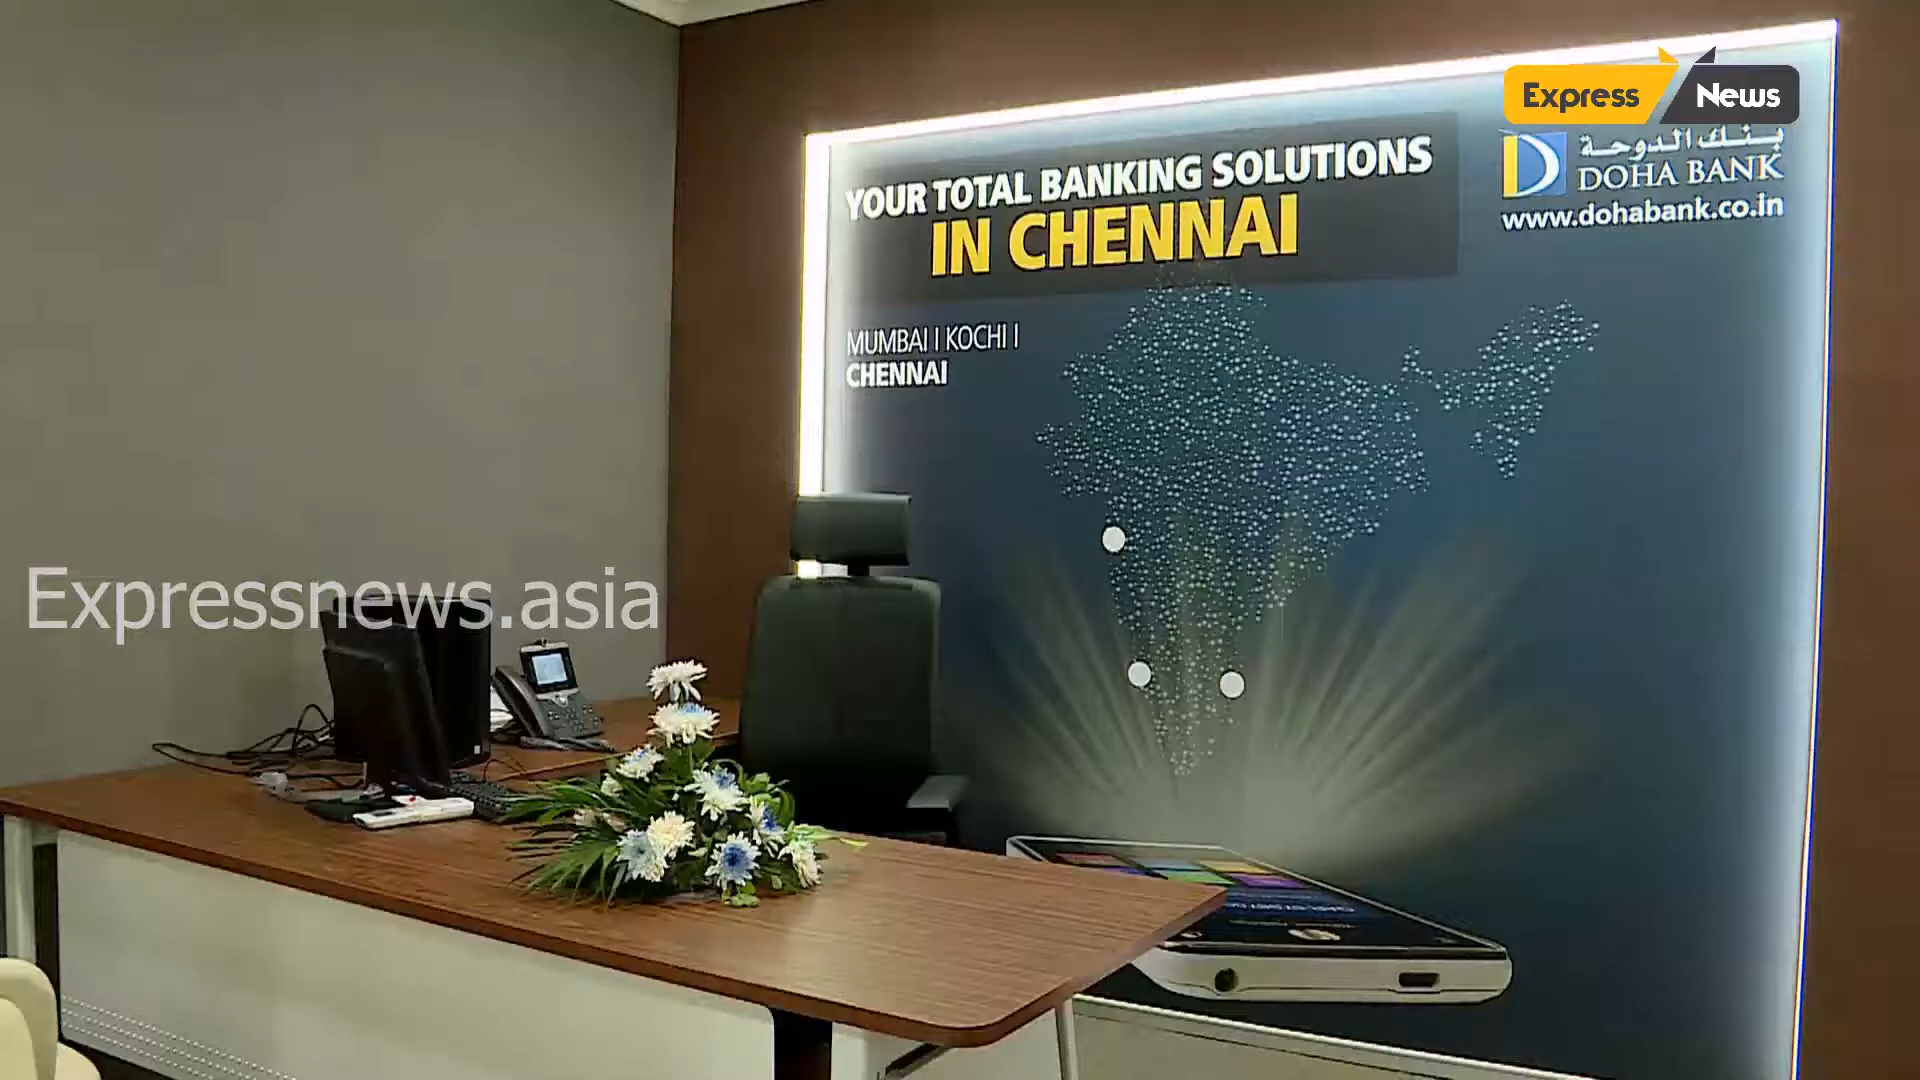 Express News
YOUR TOTAL BANKING SOLUTIONS
IN CHENNAI
بنك الدوحة
DOHA BANK
www.dohabank.co.in
MUMBAI | KOCHI |
CHENNAI
Expressnews.asia